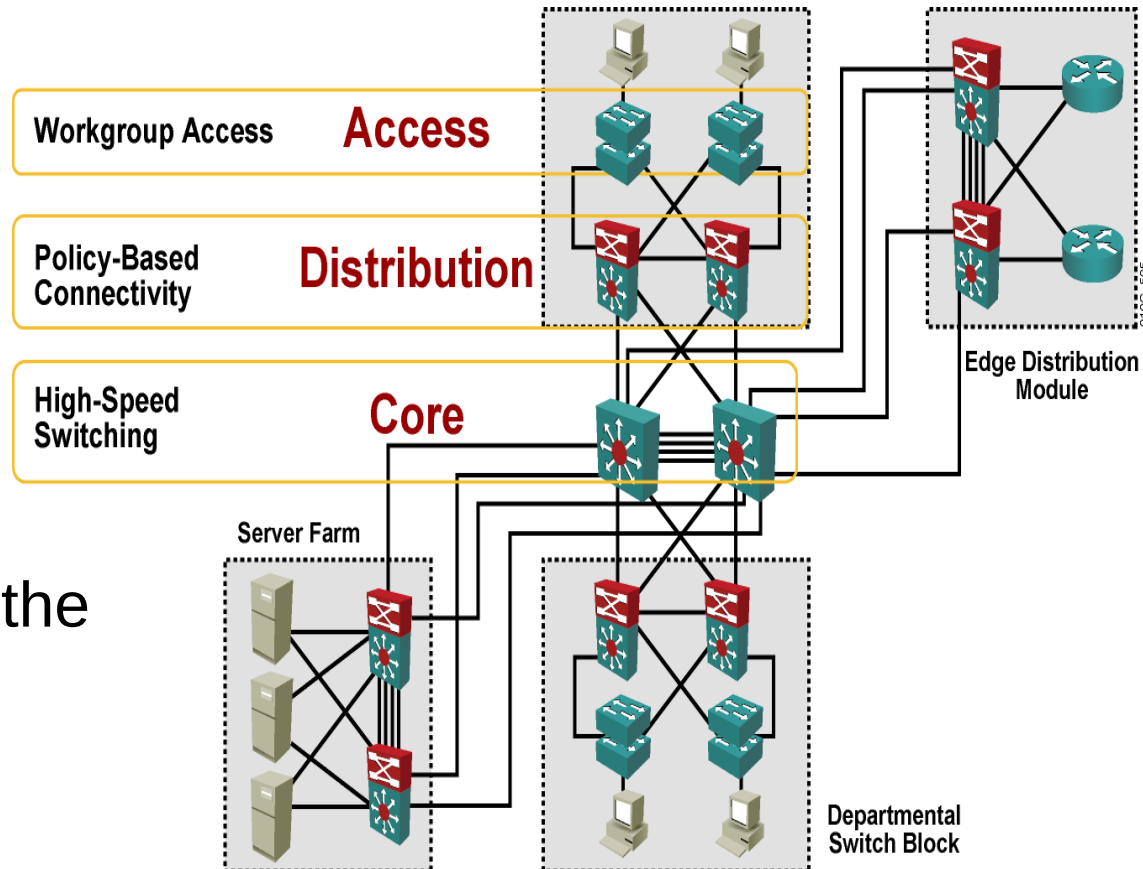 Workgroup Access
Access
Policy-Based
Connectivity
Distribution
Edge Distribution
Module
High-Speed
Switching
Core
Server Farm
the
Departmental
Switch Block